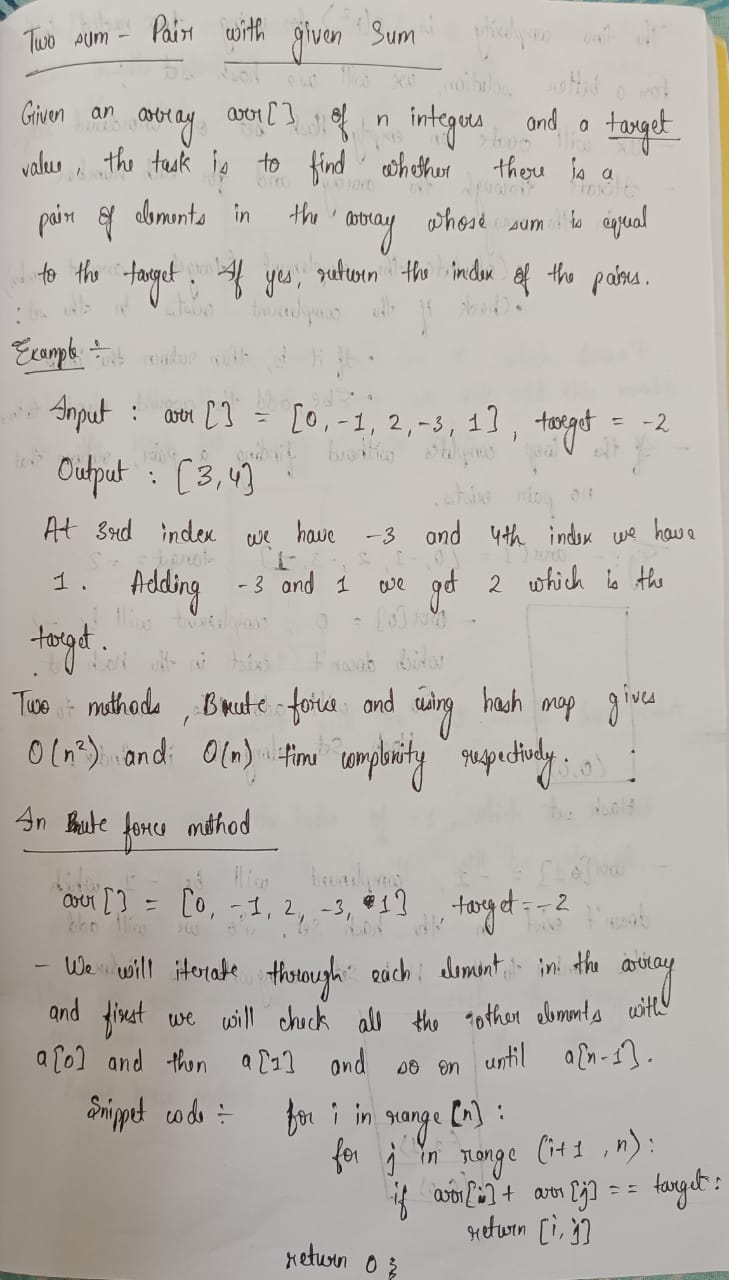 Two sum - Pair with given Sum
Given an array arr[] of n integers and a target
value, the task is to find whether there is a
pair of elements in the array whose sum is equal
to the target. If yes, return the index of the pairs.
Example ÷
Input : arr [] = [0, -1, 2, -3, 1], target = -2
Output : [3,4]
At 3rd index we have -3 and 4th index we have
1. Adding -3 and 1 we get 2 which is the
target.
Two methods, Brute force and using hash map gives
O(n²) and O(n) time complexity respectively.
In Brute force method
arr [] = [0, -1, 2, -3, 1], target = -2
- We will iterate through each element in the array
and first we will check all the other elements with
a[0] and then a[1] and so on until a[n-1].
Snippet code ÷ for i in range [n] :
for j in range (i+1, n) :
if arr[i] + arr[j] == target :
return [i, j]
return 0 ;